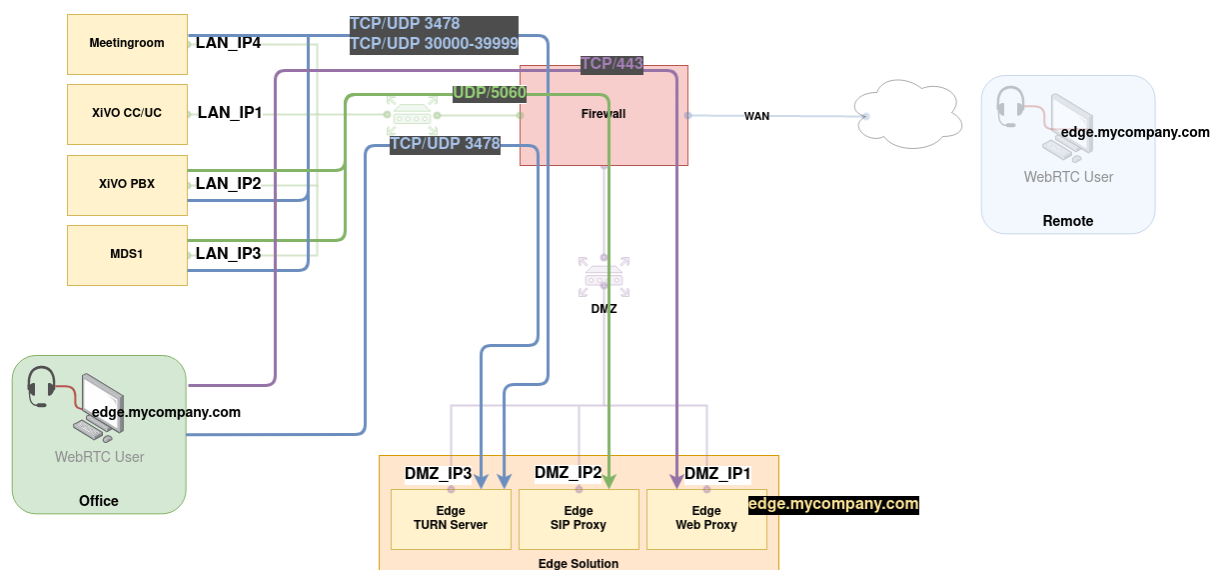 TCP/UDP 3478
TCP/UDP 30000-39999
Meetingroom
LAN_IP4
TCP/443
XiVO CC/UC
LAN_IP1
UDP/5060
Firewall
WAN
edge.mycompany.com
WebRTC User
Remote
TCP/UDP 3478
XiVO PBX
LAN_IP2
MDS1
LAN_IP3
DMZ
edge.mycompany.com
WebRTC User
Office
DMZ_IP3
DMZ_IP2
DMZ_IP1
Edge
TURN Server
Edge
SIP Proxy
Edge
Web Proxy
edge.mycompany.com
Edge Solution